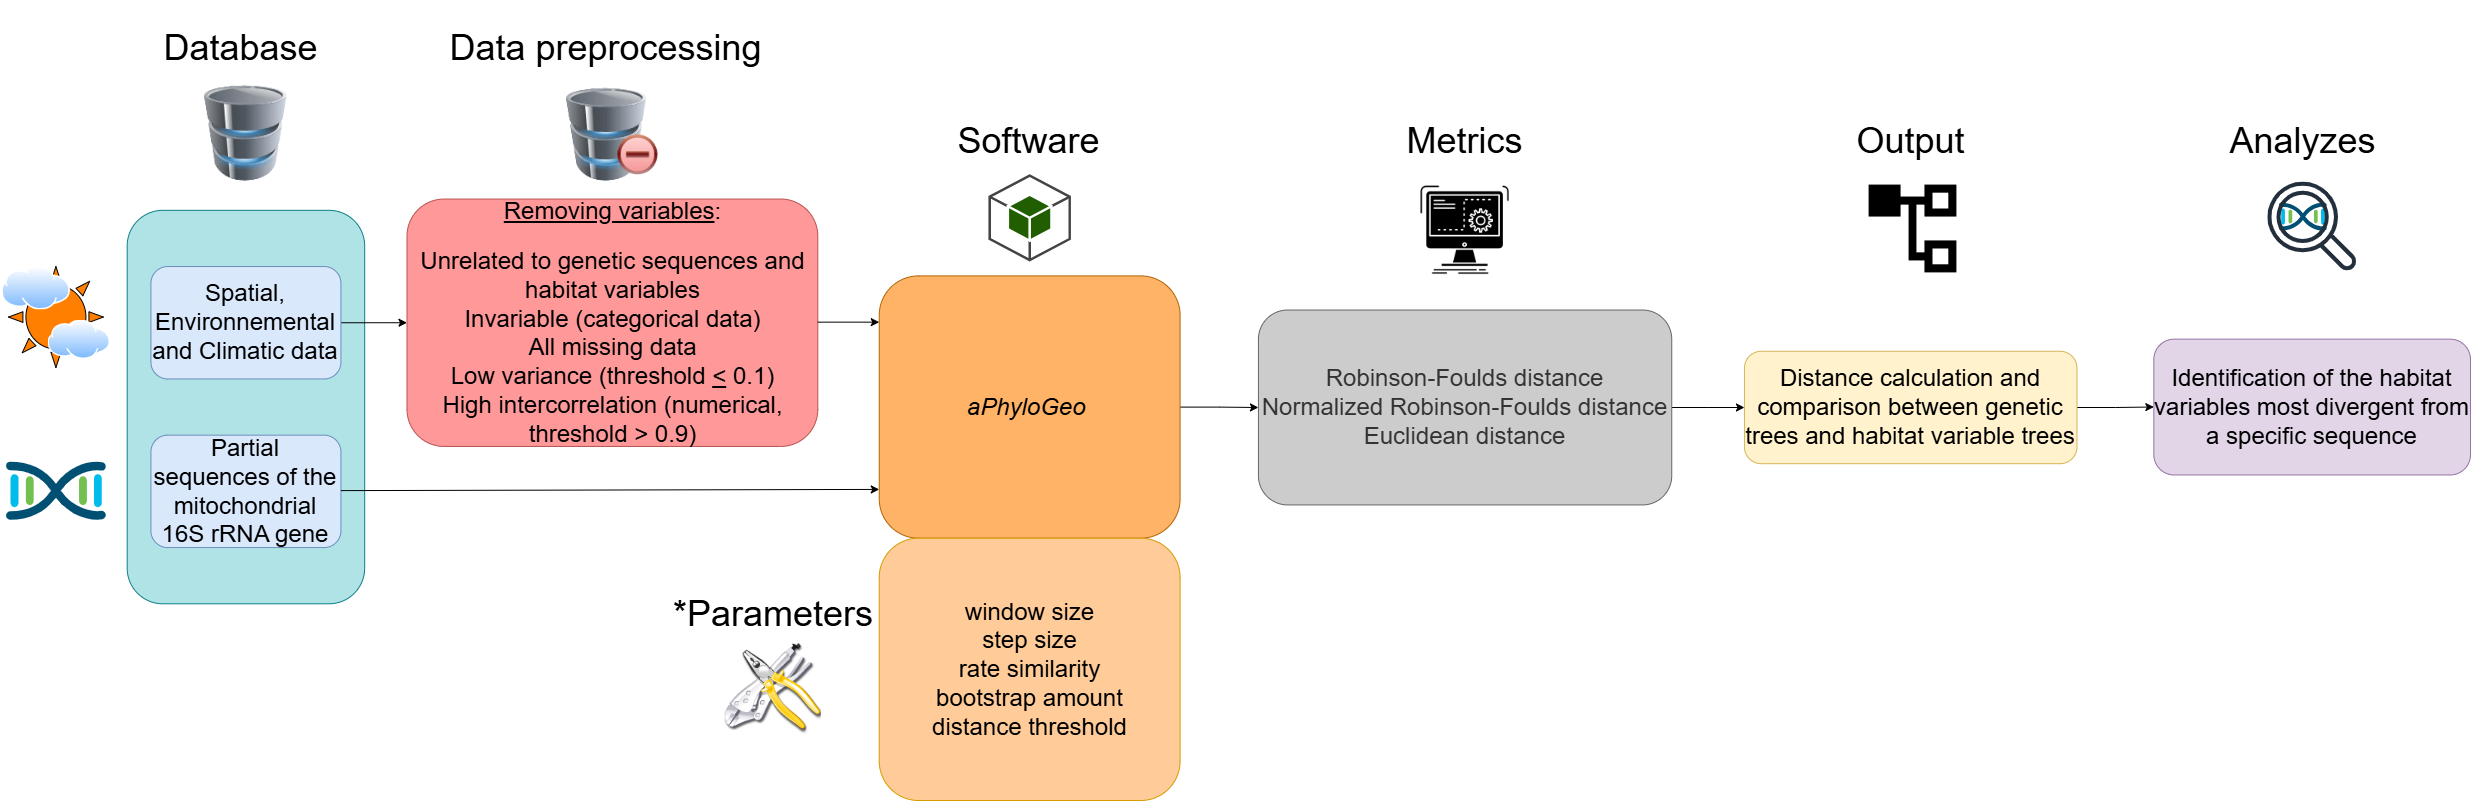 Database
Spatial,
Environnemental
and Climatic data
Partial
sequences of the
mitochondrial
16S rRNA gene
Data preprocessing
Removing variables:
Unrelated to genetic sequences and
habitat variables
Invariable (categorical data)
All missing data
Low variance (threshold < 0.1)
High intercorrelation (numerical,
threshold > 0.9)
Software
aPhyloGeo
*Parameters
window size
step size
rate similarity
bootstrap amount
distance threshold
Metrics
Robinson-Foulds distance
Normalized Robinson-Foulds distance
Euclidean distance
Output
Distance calculation and
comparison between genetic
trees and habitat variable trees
Analyzes
Identification of the habitat
variables most divergent from
a specific sequence